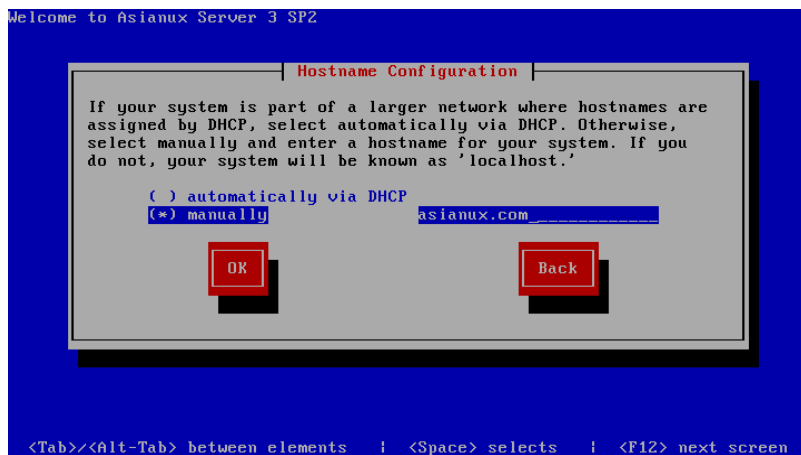 Welcome to Asianux Server 3 SP2
Hostname Configuration
If your system is part of a larger network where hostnames are
assigned by DHCP, select automatically via DHCP. Otherwise,
select manually and enter a hostname for your system. If you
do not, your system will be known as 'localhost.'
( ) automatically via DHCP
(*) manually asianux.com_____________
OK Back
<Tab>/<Alt-Tab> between elements | <Space> selects | <F12> next screen